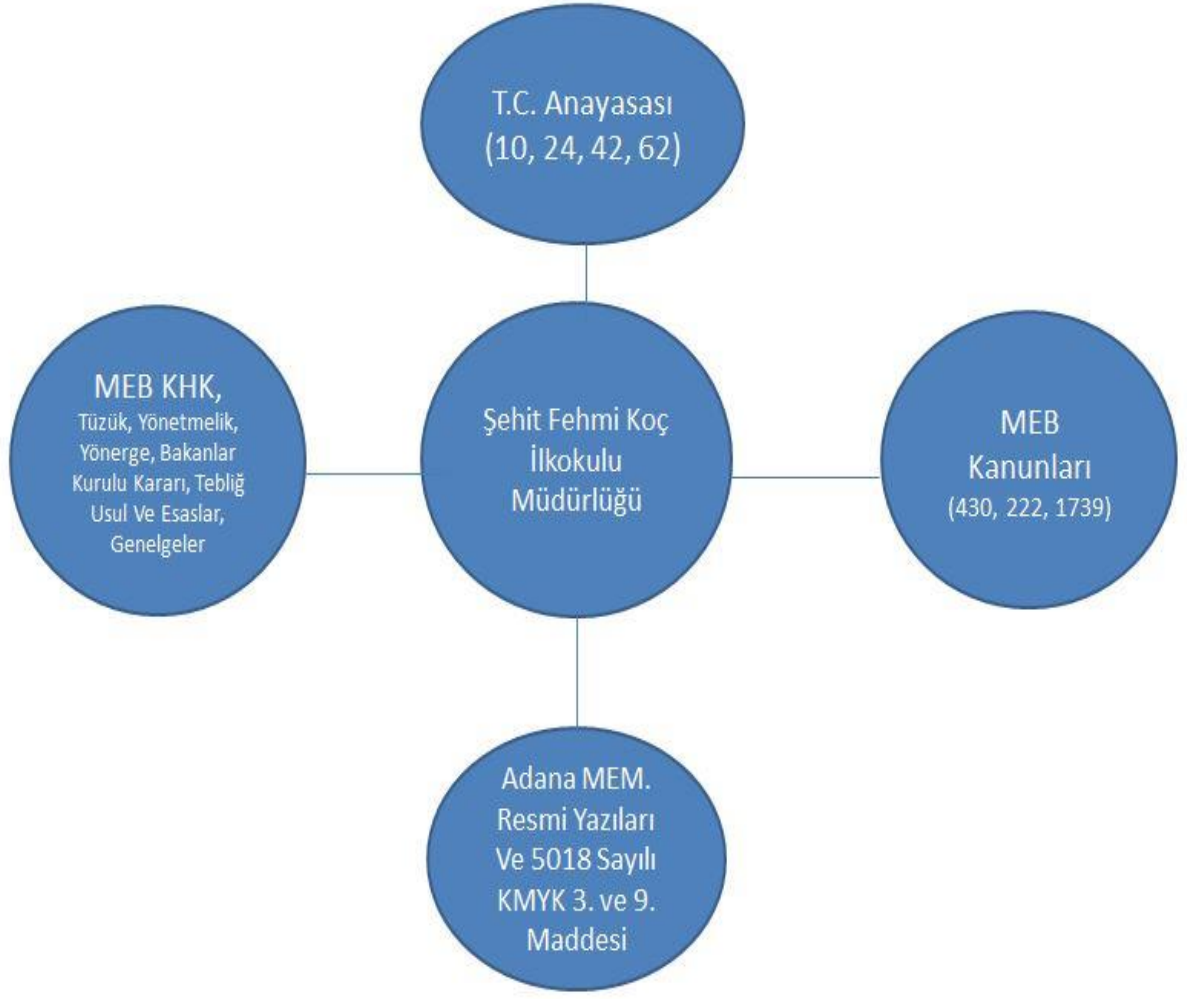 T.C. Anayasası
(10, 24, 42, 62)
MEB KHK,
Tüzük, Yönetmelik,
Yönerge, Bakanlar
Kurulu Kararı, Tebliğ
Usul Ve Esaslar,
Genelgeler
Şehit Fehmi Koç
İlkokulu
Müdürlüğü
MEB
Kanunları
(430, 222, 1739)
Adana MEM.
Resmi Yazıları
Ve 5018 Sayılı
KMYK 3. ve 9.
Maddesi